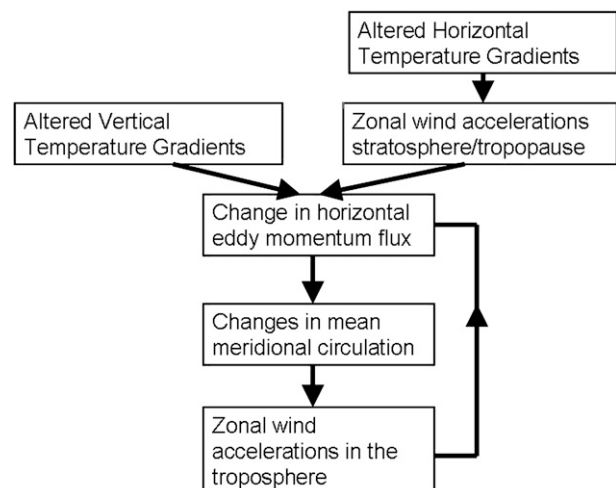 Altered Horizontal
Temperature Gradients
Altered Vertical
Temperature Gradients
Zonal wind accelerations
stratosphere/tropopause
Change in horizontal
eddy momentum flux
Changes in mean
meridional circulation
Zonal wind
accelerations in the
troposphere